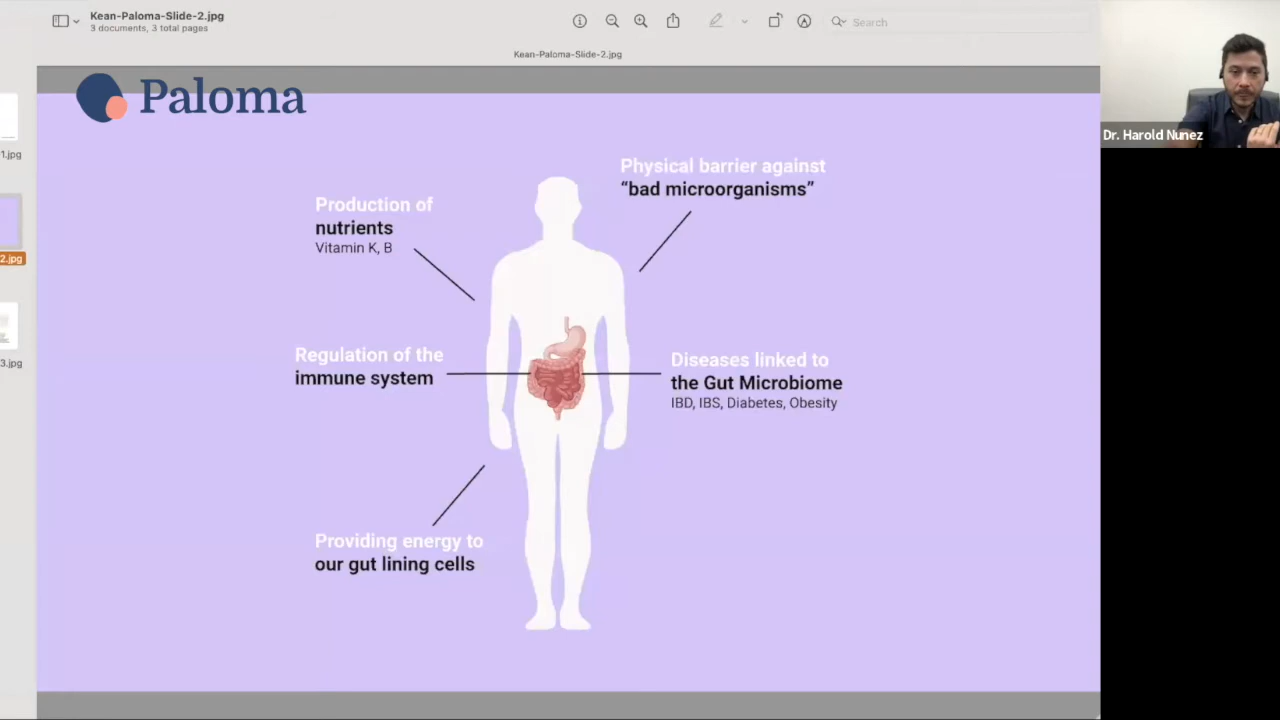 Kean-Paloma-Slide-2.jpg
3 documents, 3 total pages
Search
Kean-Paloma-Slide-2.jpg
Paloma
Dr. Harold Nunez
1.jpg
2.jpg
3.jpg
Physical barrier against
“bad microorganisms”
Production of
nutrients
Vitamin K, B
Regulation of the
immune system
Diseases linked to
the Gut Microbiome
IBD, IBS, Diabetes, Obesity
Providing energy to
our gut lining cells